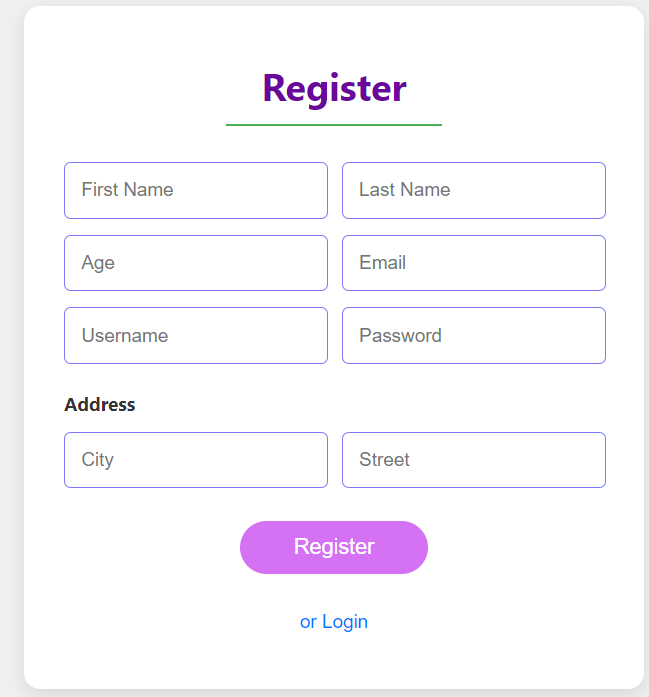 Register
First Name Last Name
Age Email
Username Password
Address
City Street
Register
or Login